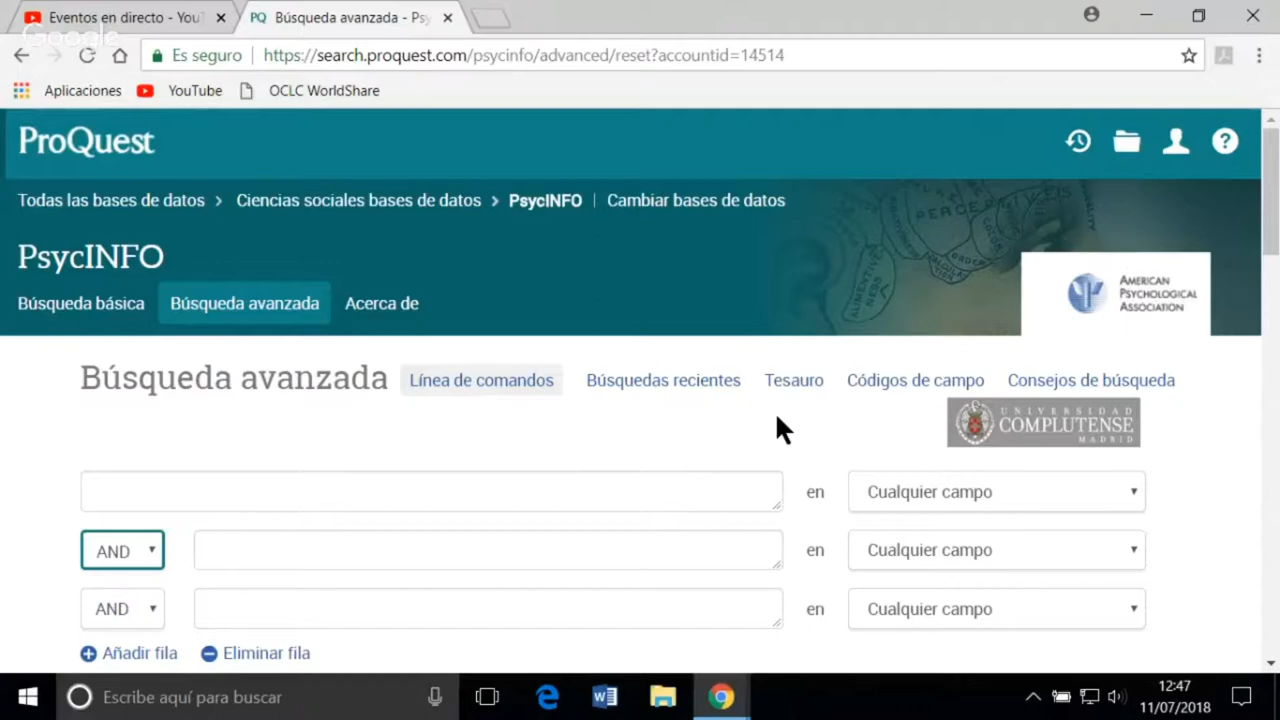 Eventos en directo - YouT
PQ Búsqueda avanzada - Psy
Google
Es seguro https://search.proquest.com/psycinfo/advanced/reset?accountid=14514
Aplicaciones YouTube OCLC WorldShare
ProQuest
Todas las bases de datos > Ciencias sociales bases de datos > PsycINFO | Cambiar bases de datos
PsycINFO
AMERICAN
PSYCHOLOGICAL
ASSOCIATION
Búsqueda básica Búsqueda avanzada Acerca de
Búsqueda avanzada Línea de comandos Búsquedas recientes Tesauro Códigos de campo Consejos de búsqueda
UNIVERSIDAD
COMPLUTENSE
MADRID
en Cualquier campo
AND en Cualquier campo
AND en Cualquier campo
Añadir fila Eliminar fila
Escribe aquí para buscar
12:47
11/07/2018